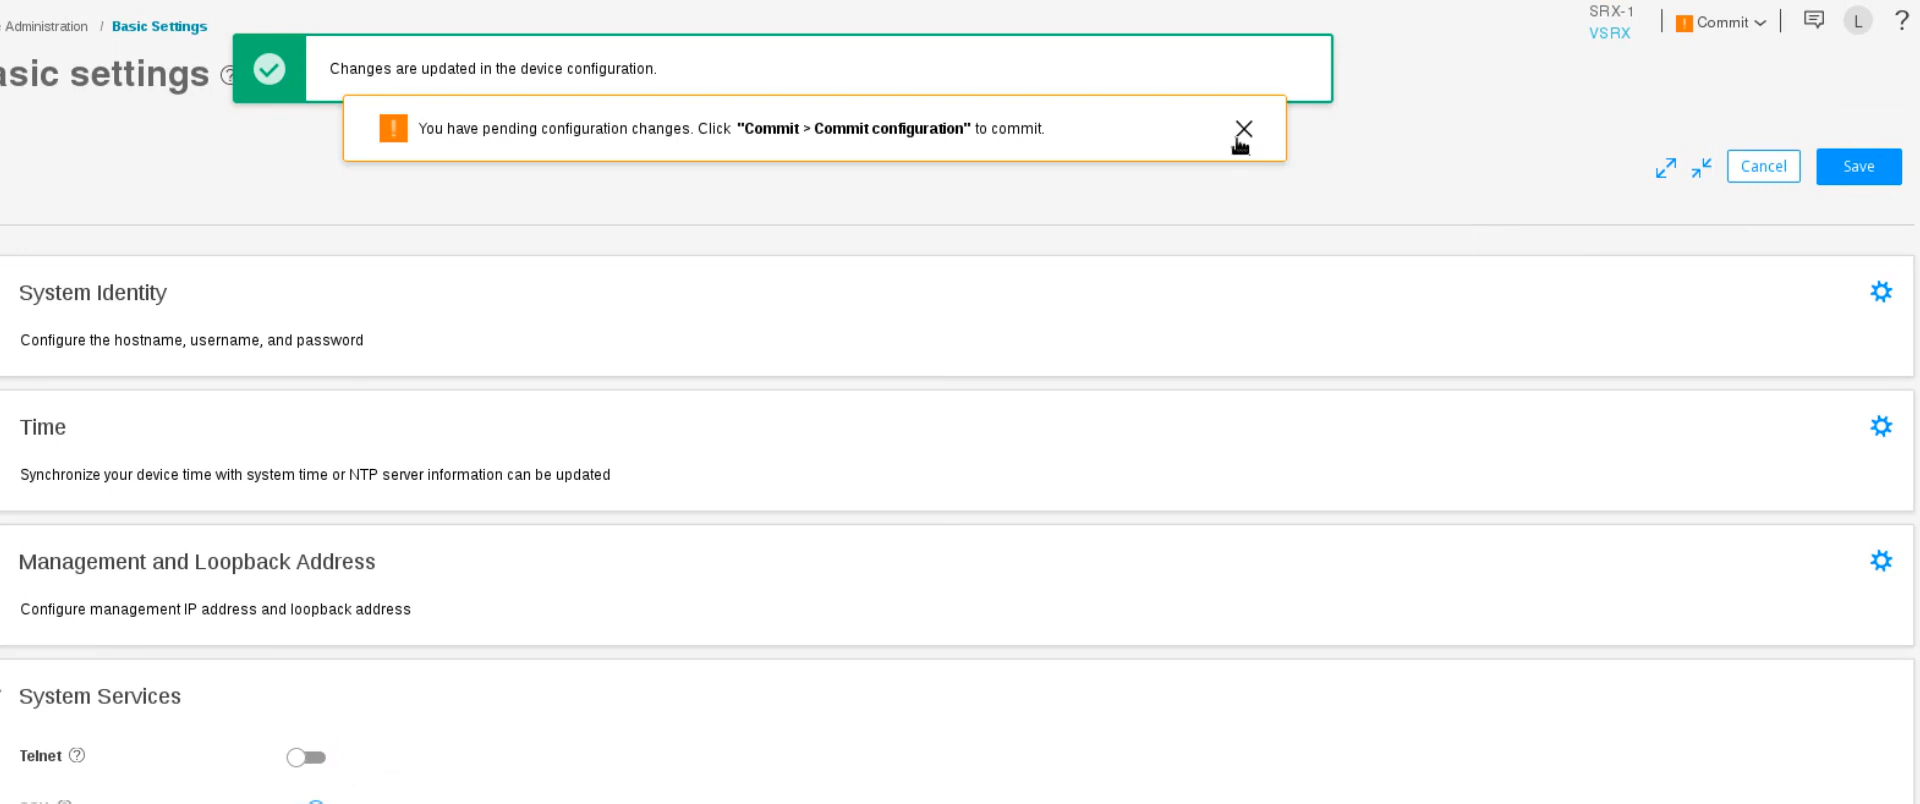 Administration / Basic Settings
SRX-1
VSRX
Commit
L
?
asic settings ?
Changes are updated in the device configuration.
You have pending configuration changes. Click "Commit > Commit configuration" to commit.
Cancel
Save
System Identity
Configure the hostname, username, and password
Time
Synchronize your device time with system time or NTP server information can be updated
Management and Loopback Address
Configure management IP address and loopback address
System Services
Telnet ?